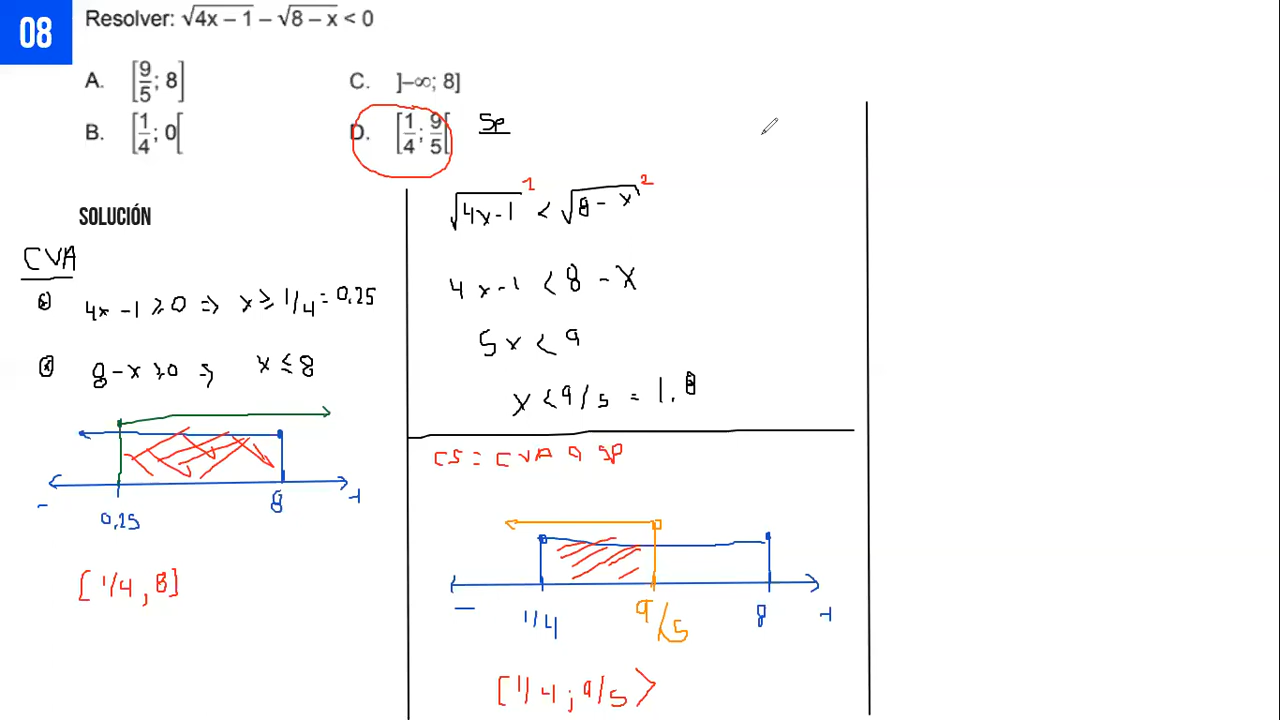 08
Resolver: √4x – 1 – √8 – x < 0
A. [9/5; 8]
C. ]–∞; 8]
B. [1/4; 0[
D. [1/4; 9/5[
SOLUCIÓN
CVA
4x - 1 ≥ 0 ⇒ x ≥ 1/4 = 0,25
8 - x ≥ 0 ⇒ x ≤ 8
- 0,25 8 +
[1/4, 8]
SP
√4x - 1 ² < √8 - x ²
4x - 1 < 8 - x
5x < 9
x < 9/5 = 1.8
CS = CVA ∩ SP
- 1/4 9/5 8 +
[1/4; 9/5>